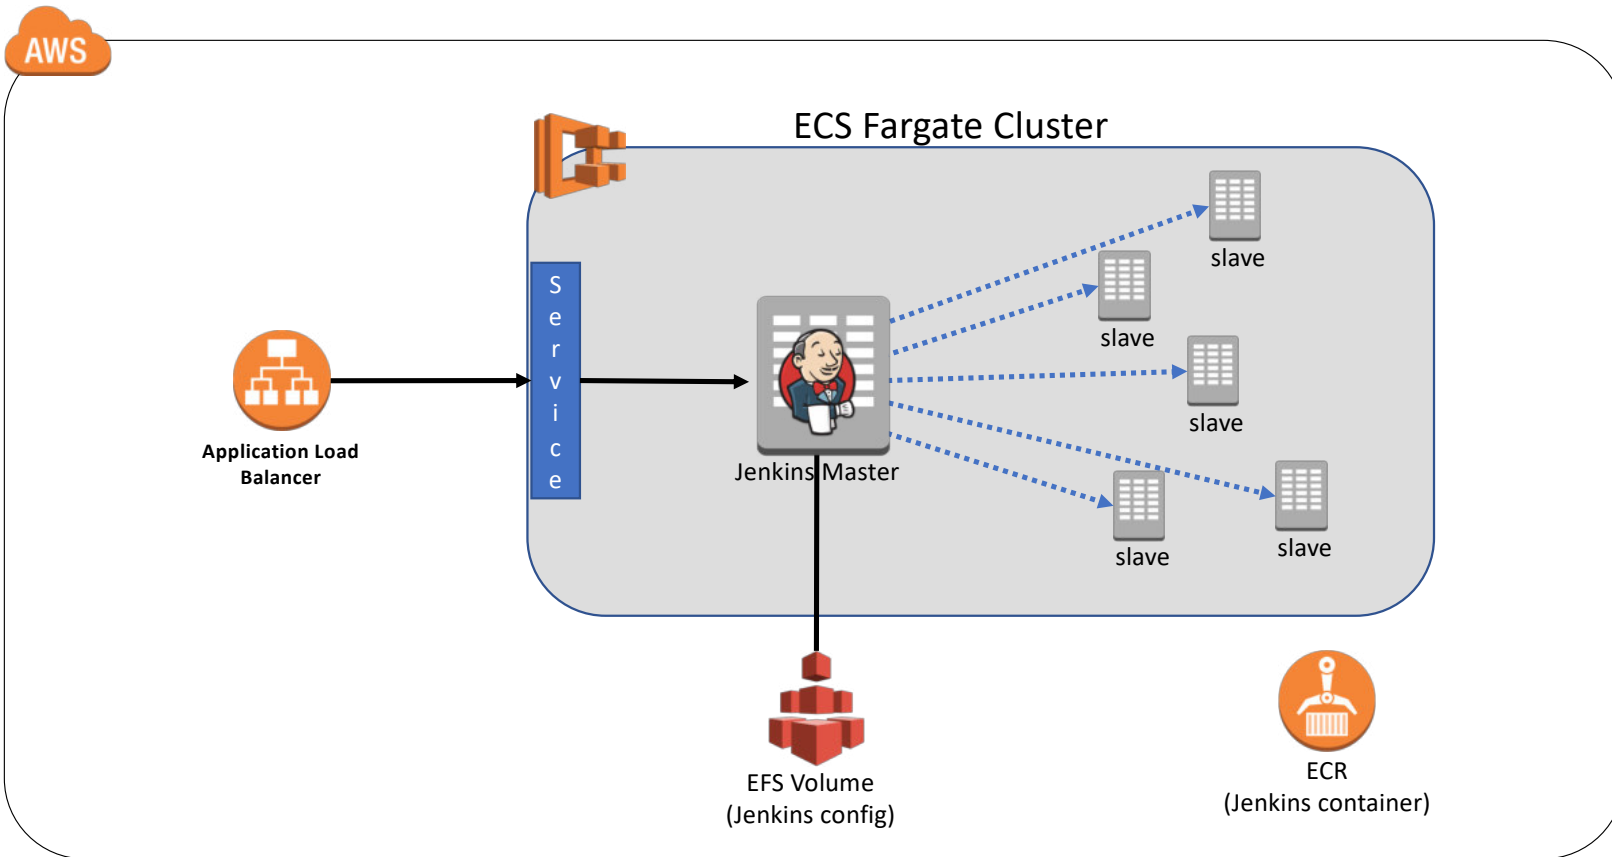 AWS
ECS Fargate Cluster
Service
Application Load
Balancer
Jenkins Master
slave
slave
slave
slave
slave
EFS Volume
(Jenkins config)
ECR
(Jenkins container)